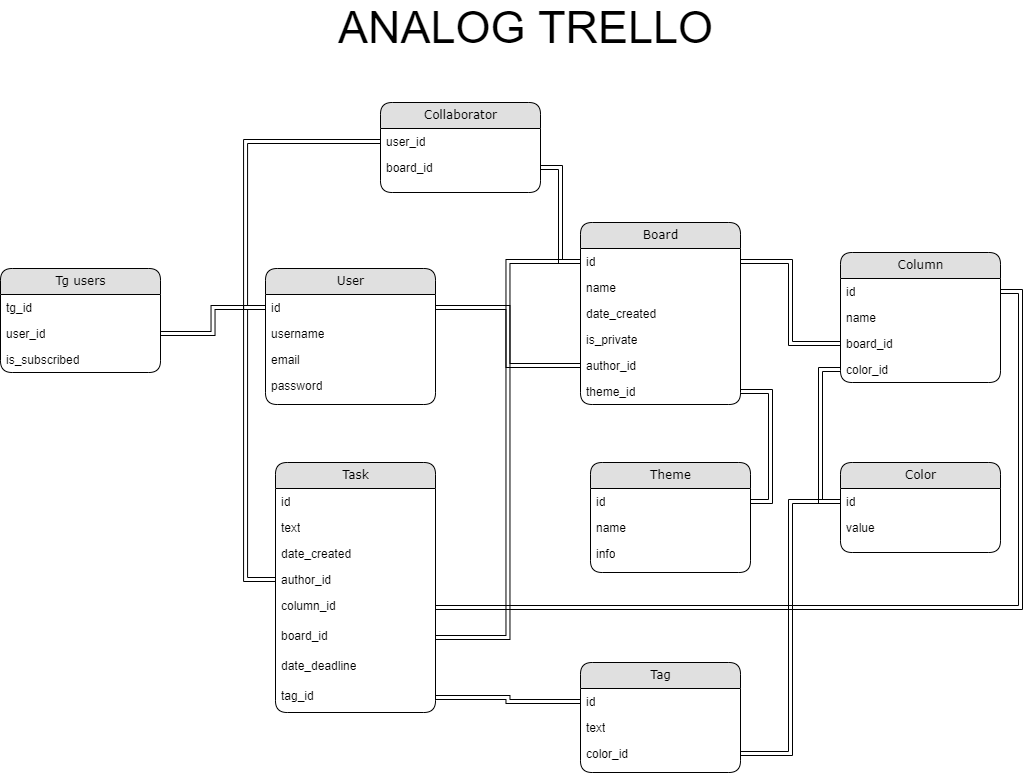 ANALOG TRELLO
Collaborator
user_id
board_id
Tg users
tg_id
user_id
is_subscribed
User
id
username
email
password
Board
id
name
date_created
is_private
author_id
theme_id
Column
id
name
board_id
color_id
Task
id
text
date_created
author_id
column_id
board_id
date_deadline
tag_id
Theme
id
name
info
Color
id
value
Tag
id
text
color_id